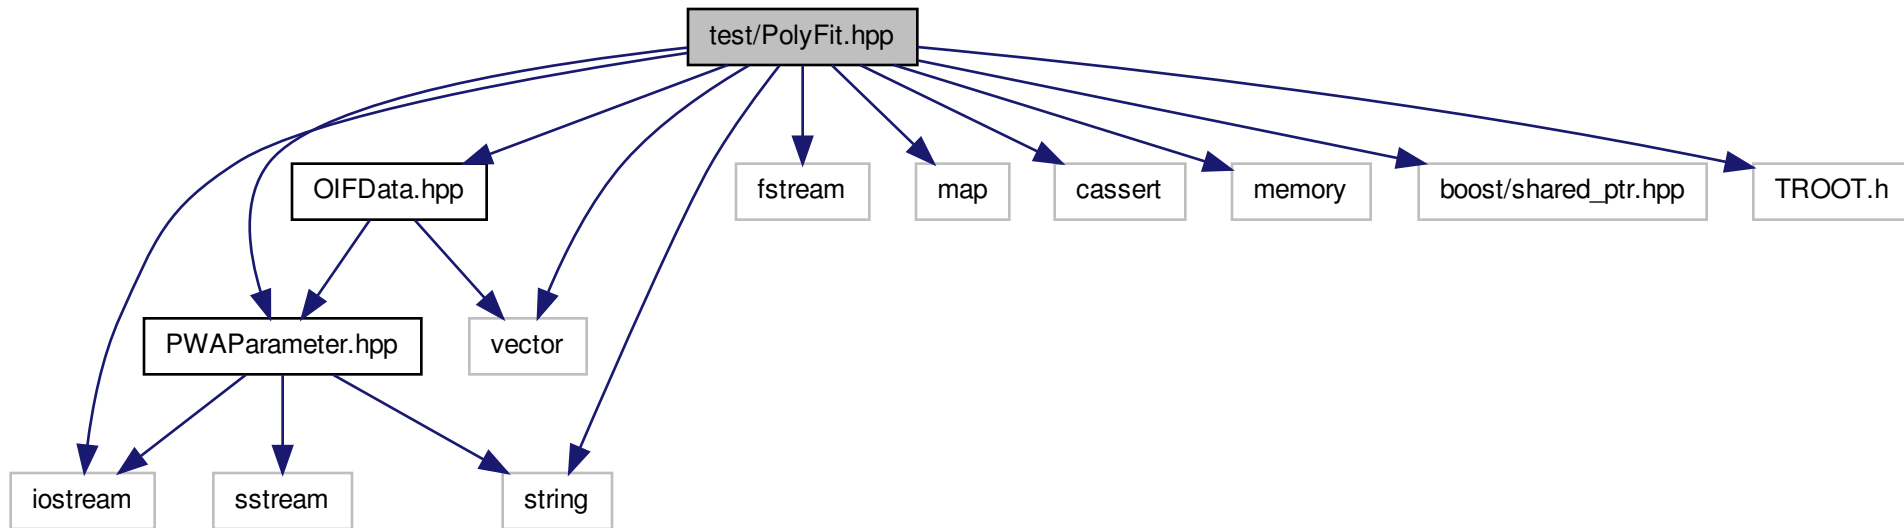 test/PolyFit.hpp
OIFData.hpp
fstream
map
cassert
memory
boost/shared_ptr.hpp
TROOT.h
PWAParameter.hpp
vector
iostream
sstream
string